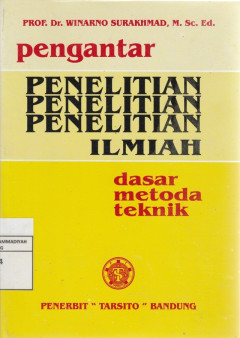 PROF. Dr. WINARNO SURAKHMAD, M. Sc. Ed.
pengantar
PENELITIAN
PENELITIAN
PENELITIAN
ILMIAH
dasar
metoda
teknik
PENERBIT " TARSITO " BANDUNG